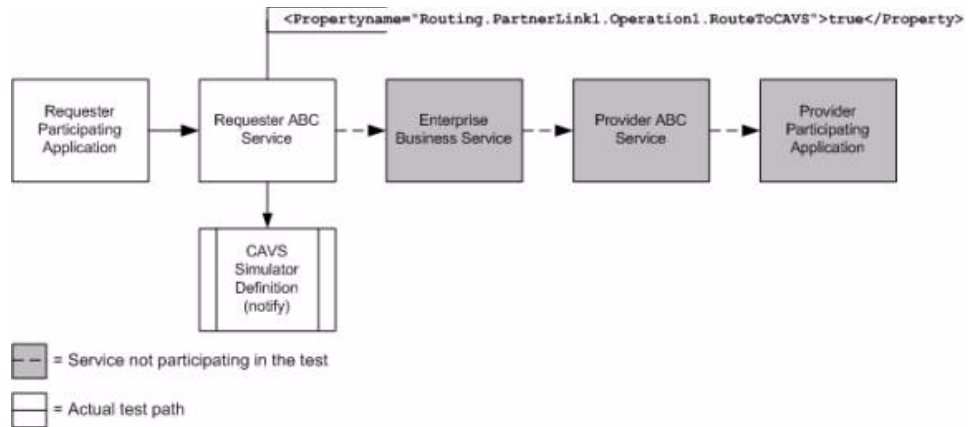 <Propertyname="Routing.PartnerLink1.Operation1.RouteToCAVS">true</Property>
Requester
Participating
Application
Requester ABC
Service
Enterprise
Business Service
Provider ABC
Service
Provider
Participating
Application
CAVS
Simulator
Definition
(notify)
= Service not participating in the test
= Actual test path